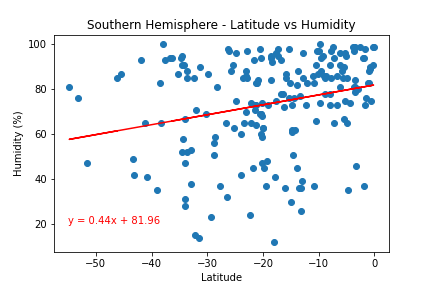 Southern Hemisphere - Latitude vs Humidity
100
80
60
40
20
Humidity (%)
y = 0.44x + 81.96
−50 −40 −30 −20 −10 0
Latitude